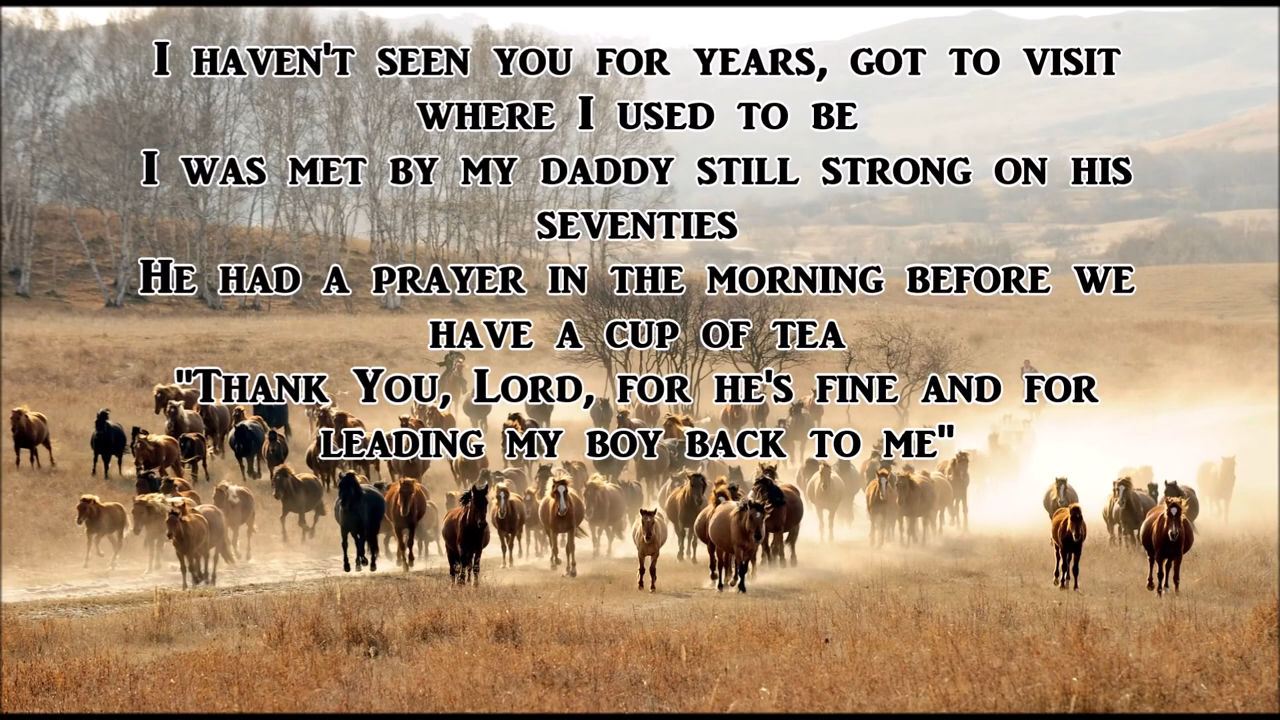 I haven't seen you for years, got to visit
where I used to be
I was met by my daddy still strong on his
seventies
He had a prayer in the morning before we
have a cup of tea
"Thank You, Lord, for he's fine and for
leading my boy back to me"